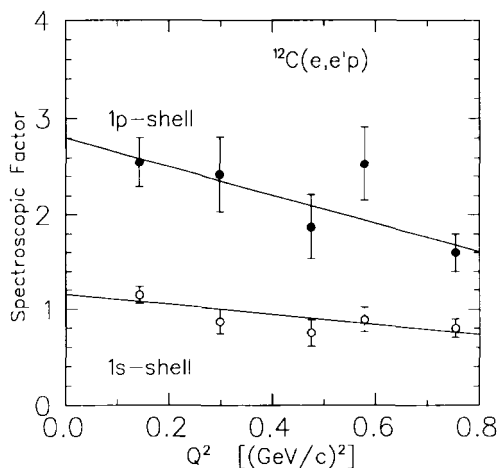 4
3
2
1
0
Spectroscopic Factor
¹²C(e,e'p)
1p-shell
1s-shell
0.0 0.2 0.4 0.6 0.8
Q² [(GeV/c)²]